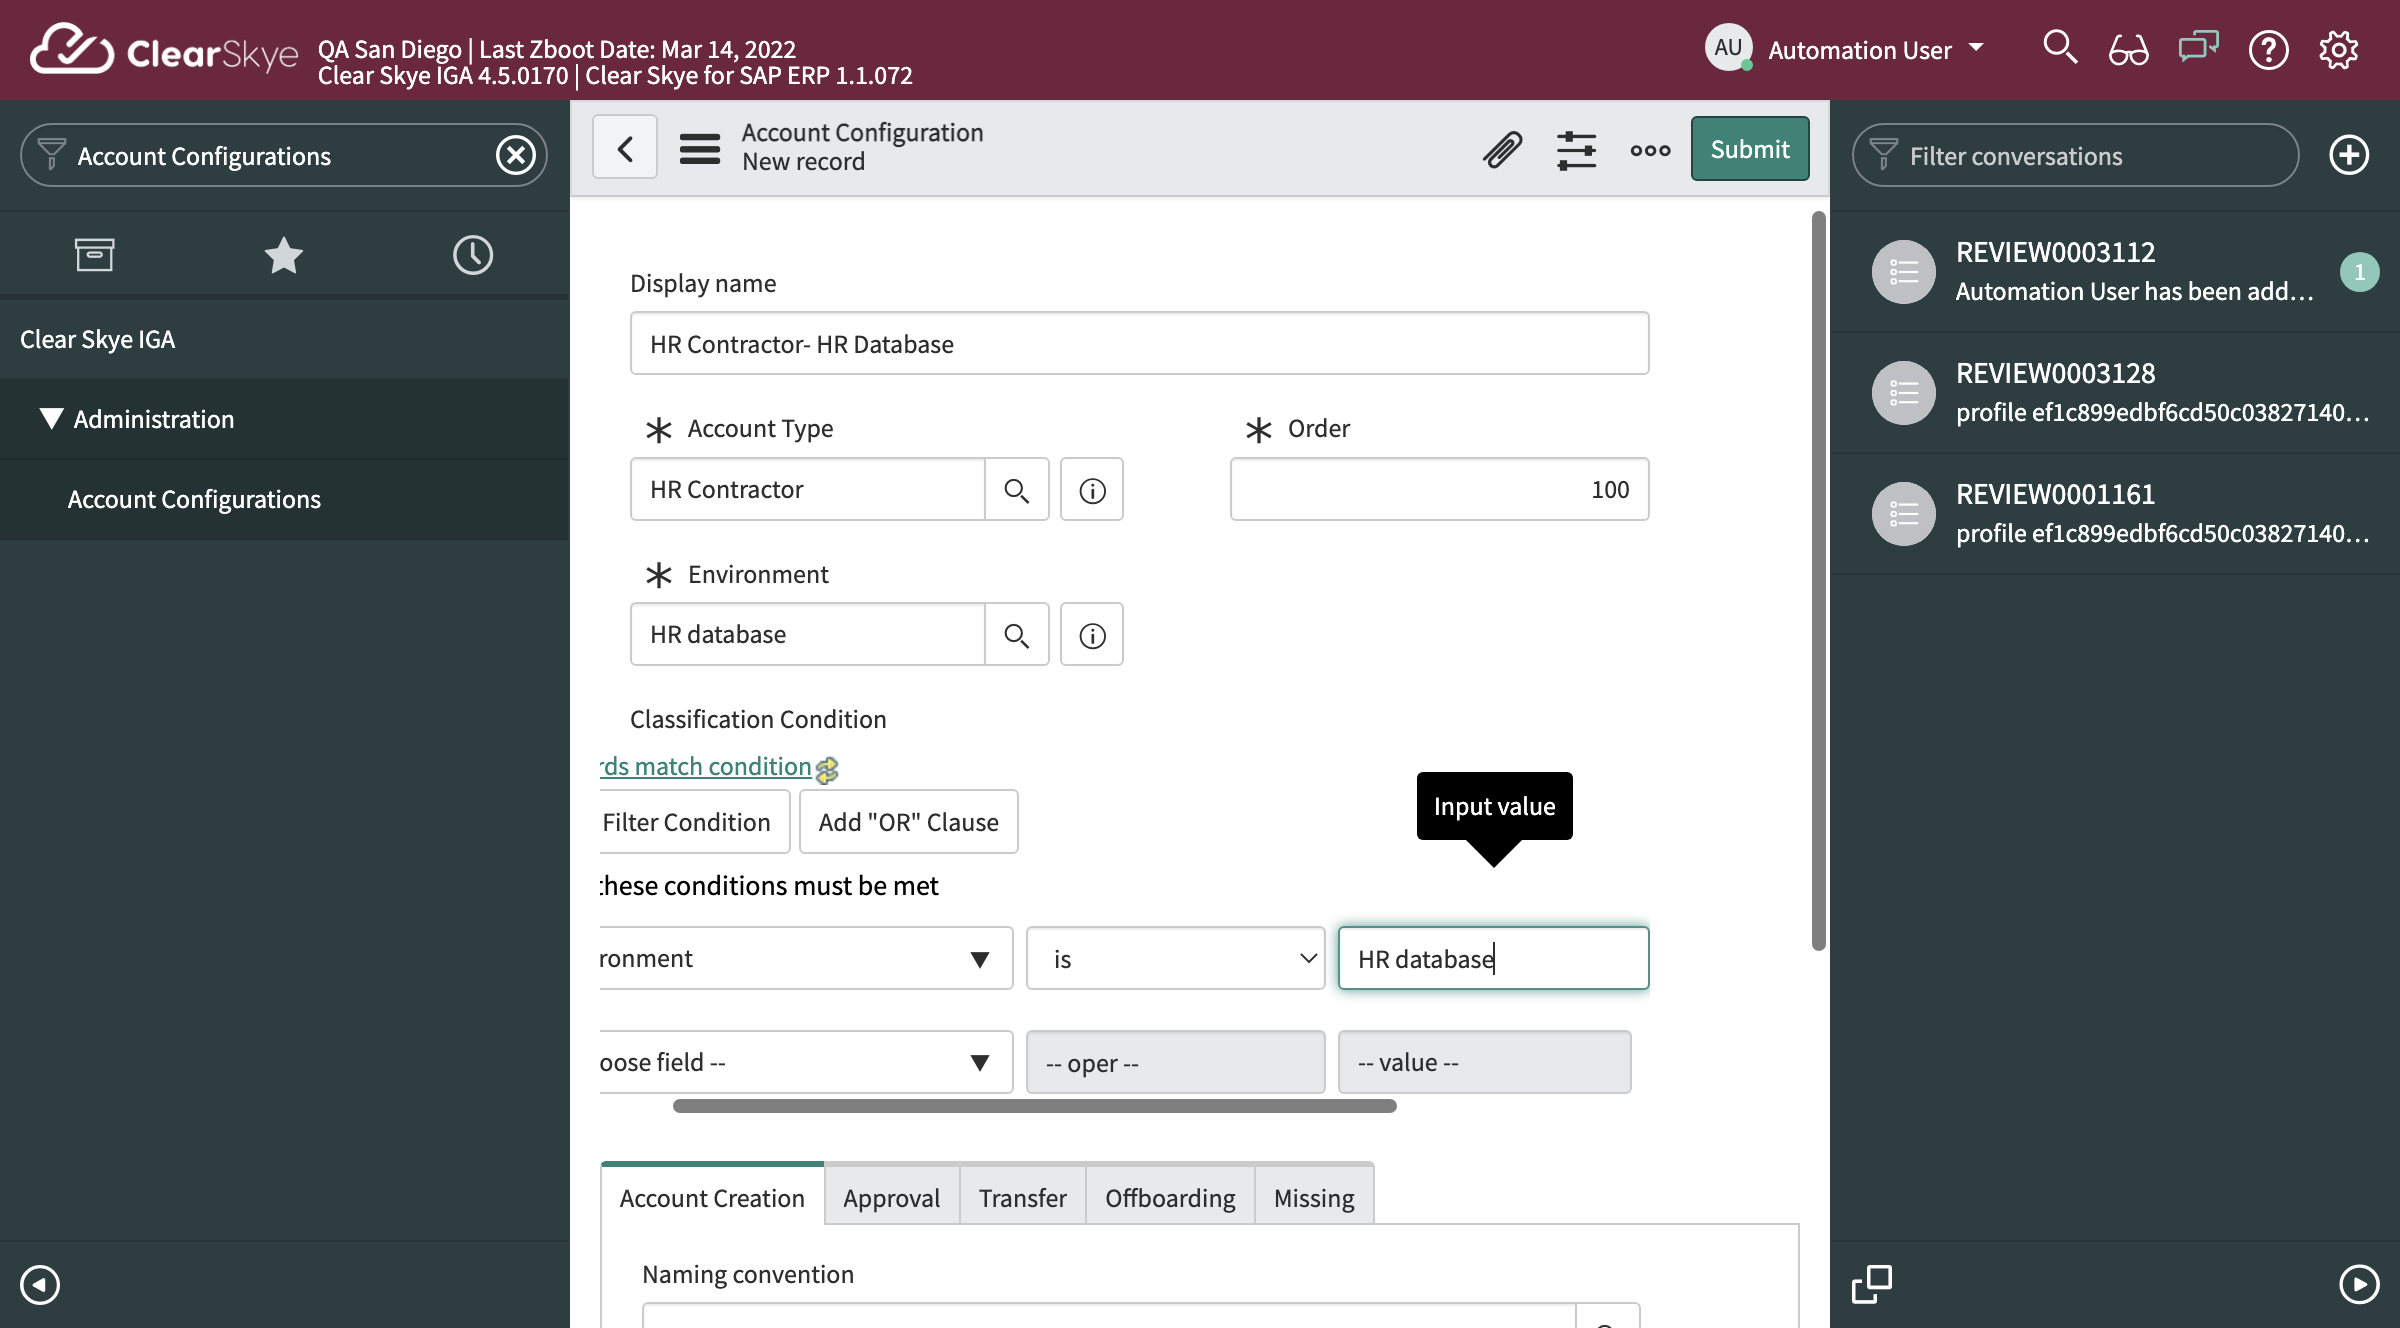 ClearSkye
QA San Diego | Last Zboot Date: Mar 14, 2022
Clear Skye IGA 4.5.0170 | Clear Skye for SAP ERP 1.1.072
AU Automation User
Account Configurations
Clear Skye IGA
Administration
Account Configurations
Account Configuration
New record
Submit
Display name
HR Contractor- HR Database
Account Type
HR Contractor
Order
100
Environment
HR database
Classification Condition
rds match condition
Filter Condition
Add "OR" Clause
Input value
these conditions must be met
ronment
is
HR database
oose field --
-- oper --
-- value --
Account Creation
Approval
Transfer
Offboarding
Missing
Naming convention
Filter conversations
REVIEW0003112
Automation User has been add...
1
REVIEW0003128
profile ef1c899edbf6cd50c03827140...
REVIEW0001161
profile ef1c899edbf6cd50c03827140...